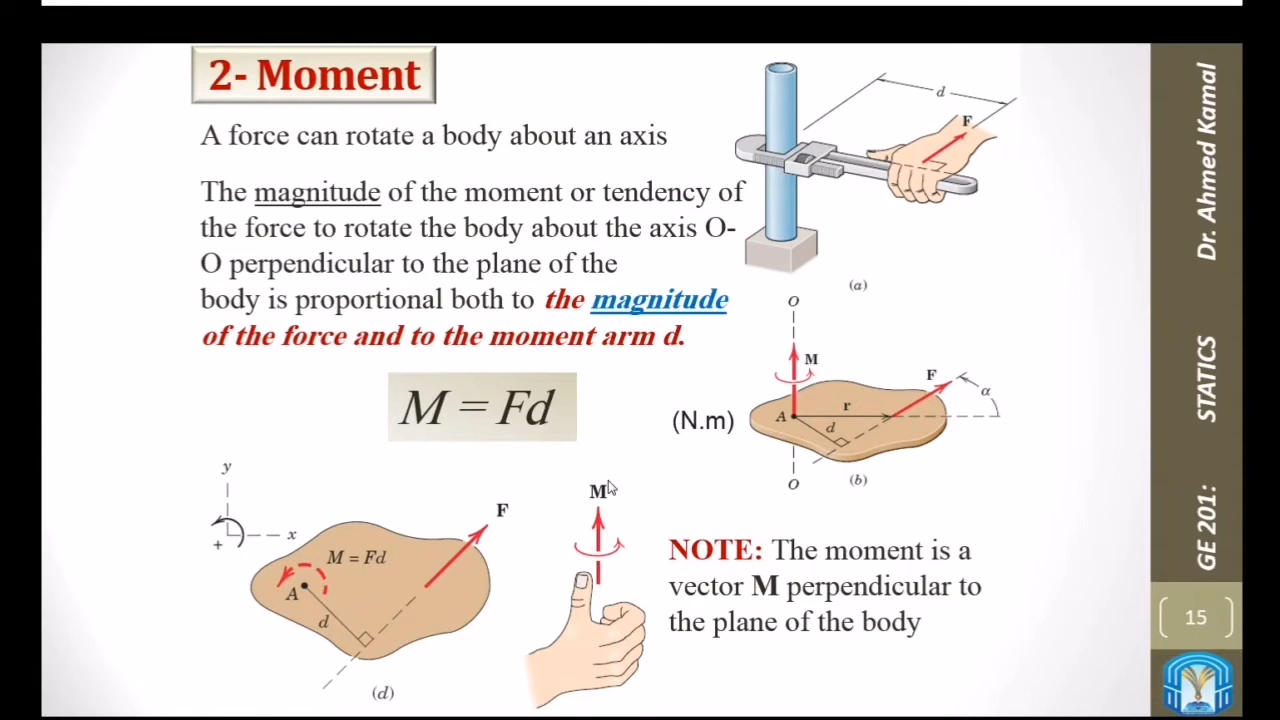 2- Moment
A force can rotate a body about an axis
The magnitude of the moment or tendency of
the force to rotate the body about the axis O-
O perpendicular to the plane of the
body is proportional both to the magnitude
of the force and to the moment arm d.
M = Fd
(N.m)
d
F
(a)
O
M
F
α
r
A
d
O
(b)
y
x
+
M = Fd
A
d
F
(d)
M
NOTE: The moment is a
vector M perpendicular to
the plane of the body
GE 201: STATICS Dr. Ahmed Kamal
15